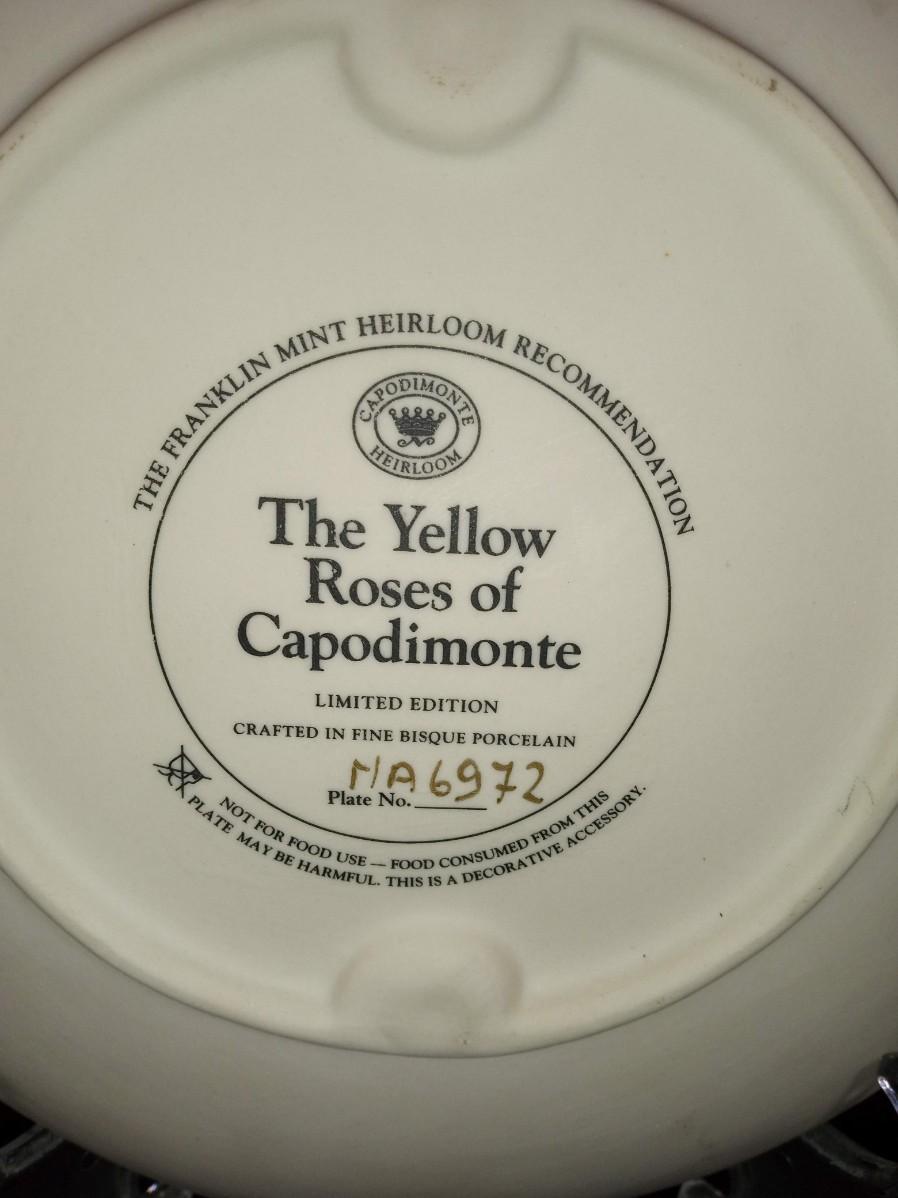 THE FRANKLIN MINT HEIRLOOM RECOMMENDATION
CAPODIMONTE
N
HEIRLOOM
The Yellow
Roses of
Capodimonte
LIMITED EDITION
CRAFTED IN FINE BISQUE PORCELAIN
Plate No. NA6972
NOT FOR FOOD USE — FOOD CONSUMED FROM THIS
PLATE MAY BE HARMFUL. THIS IS A DECORATIVE ACCESSORY.